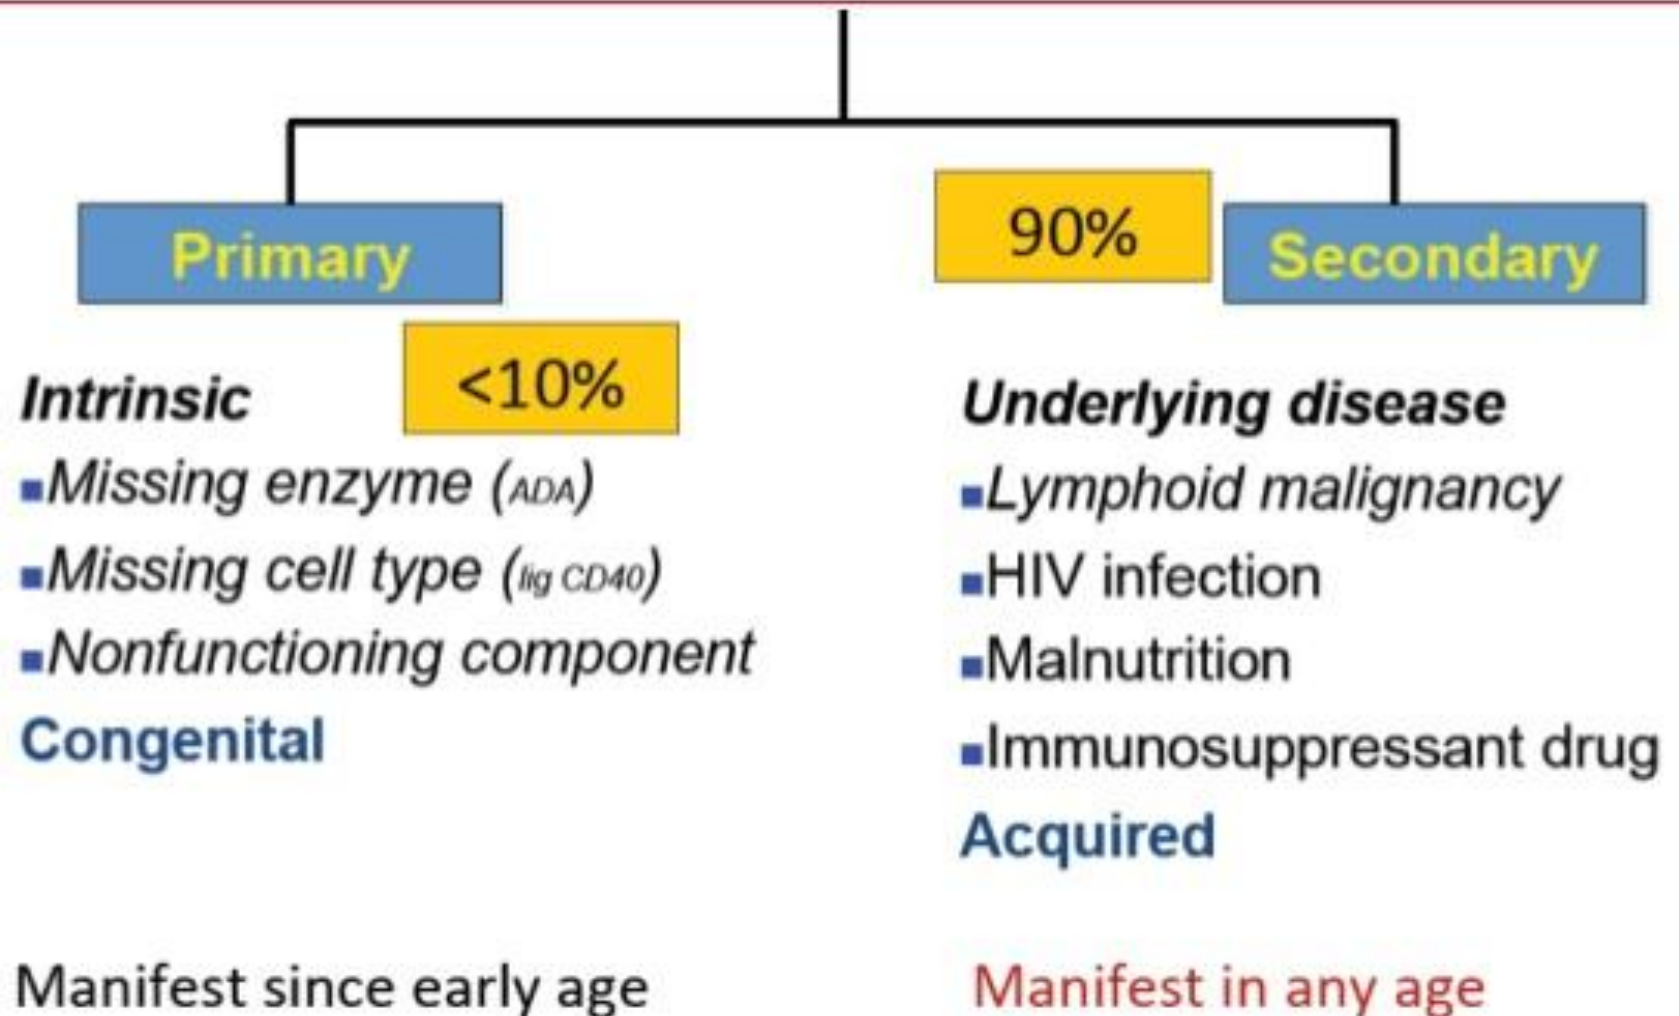 Primary
<10%
Intrinsic
▪Missing enzyme (ADA)
▪Missing cell type (lig CD40)
▪Nonfunctioning component
Congenital
Manifest since early age
90%
Secondary
Underlying disease
▪Lymphoid malignancy
▪HIV infection
▪Malnutrition
▪Immunosuppressant drug
Acquired
Manifest in any age